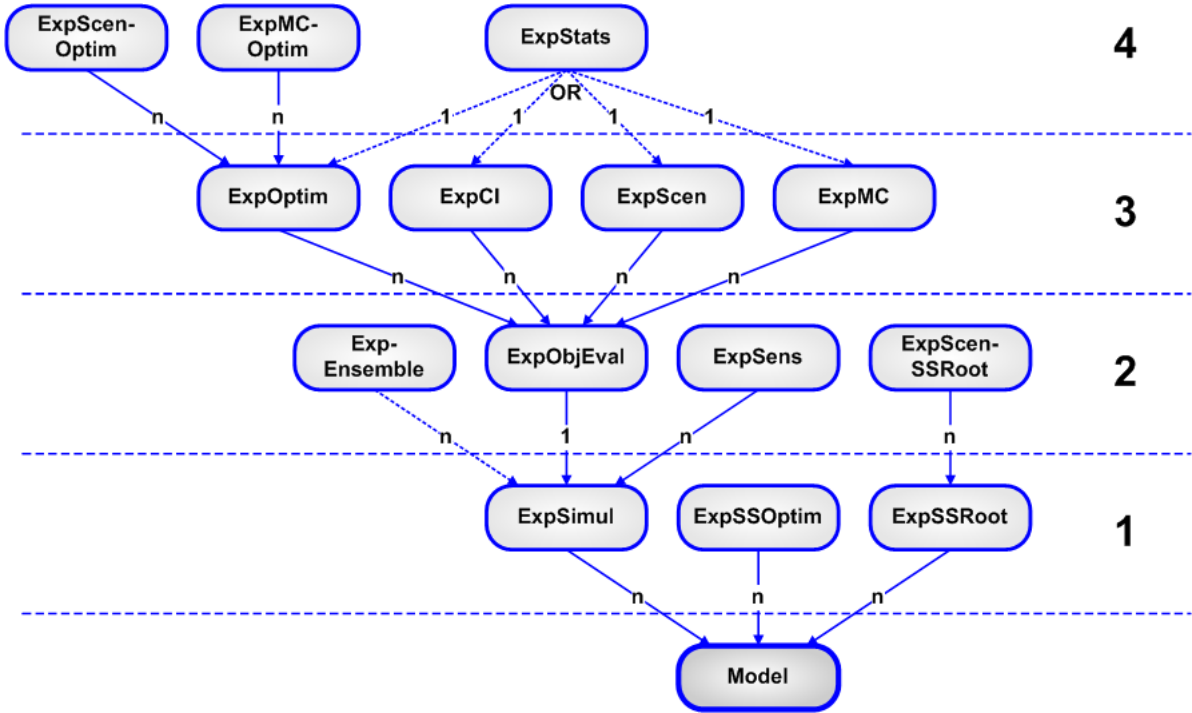 ExpScen-
Optim
ExpMC-
Optim
ExpStats
4
OR
n
n
1
1
1
1
ExpOptim
ExpCI
ExpScen
ExpMC
3
n
n
n
n
Exp-
Ensemble
ExpObjEval
ExpSens
ExpScen-
SSRoot
2
n
1
n
n
ExpSimul
ExpSSOptim
ExpSSRoot
1
n
n
n
Model